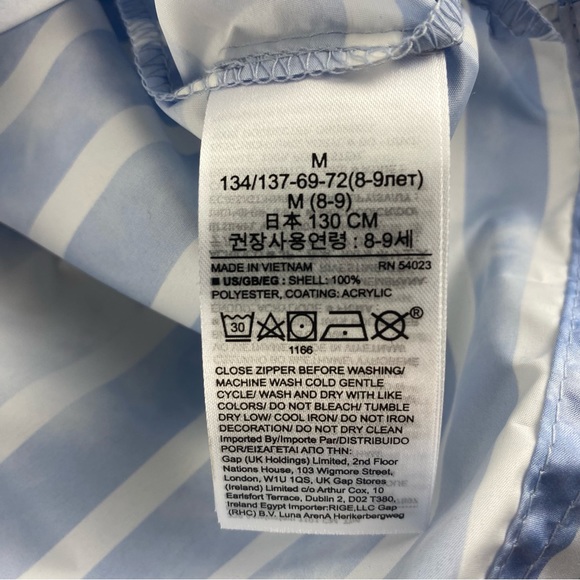 M
134/137-69-72(8-9лет)
M (8-9)
日本 130 CM
권장사용연령 : 8-9세
MADE IN VIETNAM RN 54023
■ US/GB/EG : SHELL: 100%
POLYESTER, COATING: ACRYLIC
30 ®
1166
CLOSE ZIPPER BEFORE WASHING/
MACHINE WASH COLD GENTLE
CYCLE/ WASH AND DRY WITH LIKE
COLORS/ DO NOT BLEACH/ TUMBLE
DRY LOW/ COOL IRON/ DO NOT IRON
DECORATION/ DO NOT DRY CLEAN
Imported By/Importe Par/DISTRIBUIDO
POR/ΕΙΣΑΓΕΤΑΙ ΑΠΟ ΤΗΝ:
Gap (UK Holdings) Limited, 2nd Floor
Nations House, 103 Wigmore Street,
London, W1U 1QS, UK Gap Stores
(Ireland) Limited c/o Arthur Cox, 10
Earlsfort Terrace, Dublin 2, D02 T380,
Ireland Egypt Importer:RIGE,LLC Gap
(RHC) B.V. Luna ArenA Herikerbergweg